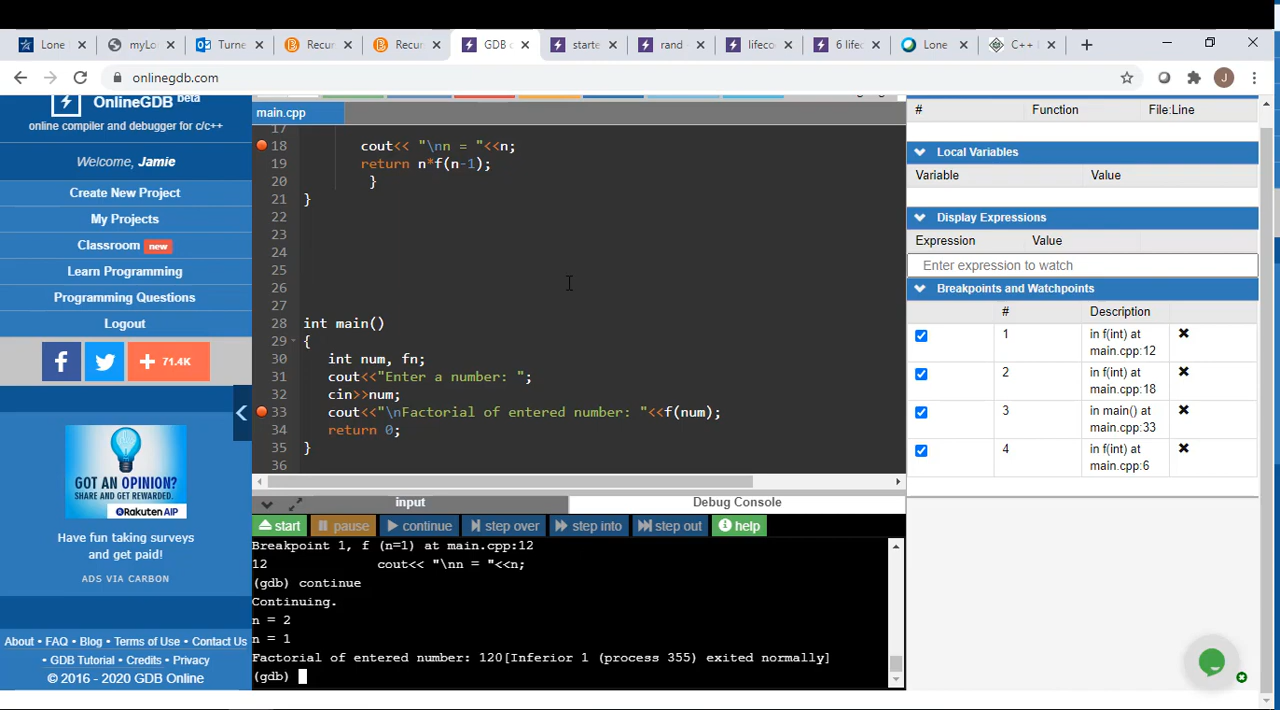 Lone
myLo
Turne
Recur
Recur
GDB
starte
rand
lifeco
6 lifec
Lone
C++
onlinegdb.com
J
OnlineGDB beta
online compiler and debugger for c/c++
Welcome, Jamie
Create New Project
My Projects
Classroom new
Learn Programming
Programming Questions
Logout
f
+ 71.4K
GOT AN OPINION?
SHARE AND GET REWARDED.
Rakuten AIP
Have fun taking surveys
and get paid!
ADS VIA CARBON
About • FAQ • Blog • Terms of Use • Contact Us
• GDB Tutorial • Credits • Privacy
© 2016 - 2020 GDB Online
main.cpp
17
18 cout<< "\nn = "<<n;
19 return n*f(n-1);
20 }
21 }
22
23
24
25
26
27
28 int main()
29 {
30 int num, fn;
31 cout<<"Enter a number: ";
32 cin>>num;
33 cout<<"\nFactorial of entered number: "<<f(num);
34 return 0;
35 }
36
input
Debug Console
start
pause
continue
step over
step into
step out
help
Breakpoint 1, f (n=1) at main.cpp:12
12 cout<< "\nn = "<<n;
(gdb) continue
Continuing.
n = 2
n = 1
Factorial of entered number: 120[Inferior 1 (process 355) exited normally]
(gdb)
# Function File:Line
Local Variables
Variable Value
Display Expressions
Expression Value
Enter expression to watch
Breakpoints and Watchpoints
# Description
1 in f(int) at
main.cpp:12
2 in f(int) at
main.cpp:18
3 in main() at
main.cpp:33
4 in f(int) at
main.cpp:6